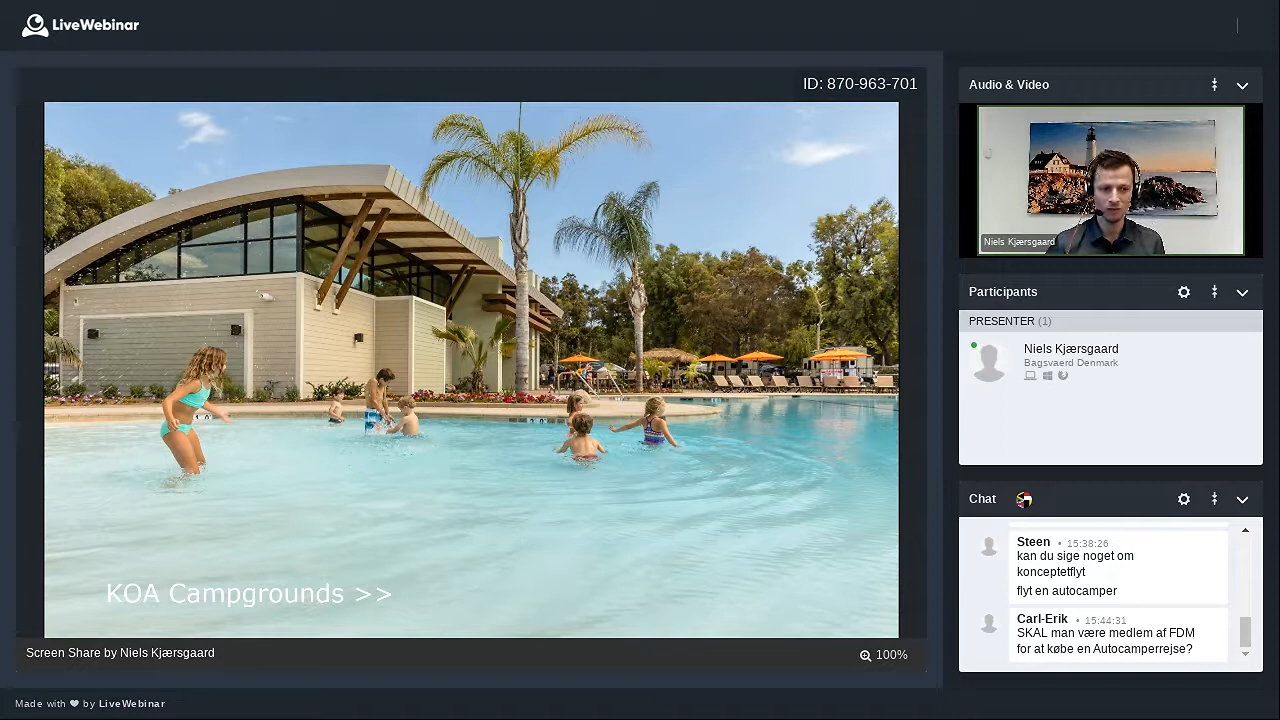 LiveWebinar
ID: 870-963-701
KOA Campgrounds >>
Screen Share by Niels Kjærsgaard
100%
Audio & Video
Niels Kjærsgaard
Participants
PRESENTER (1)
Niels Kjærsgaard
Bagsvaerd Denmark
Chat
Steen • 15:38:26
kan du sige noget om
konceptetflyt
flyt en autocamper
Carl-Erik • 15:44:31
SKAL man være medlem af FDM
for at købe en Autocamperrejse?
Made with ❤ by LiveWebinar